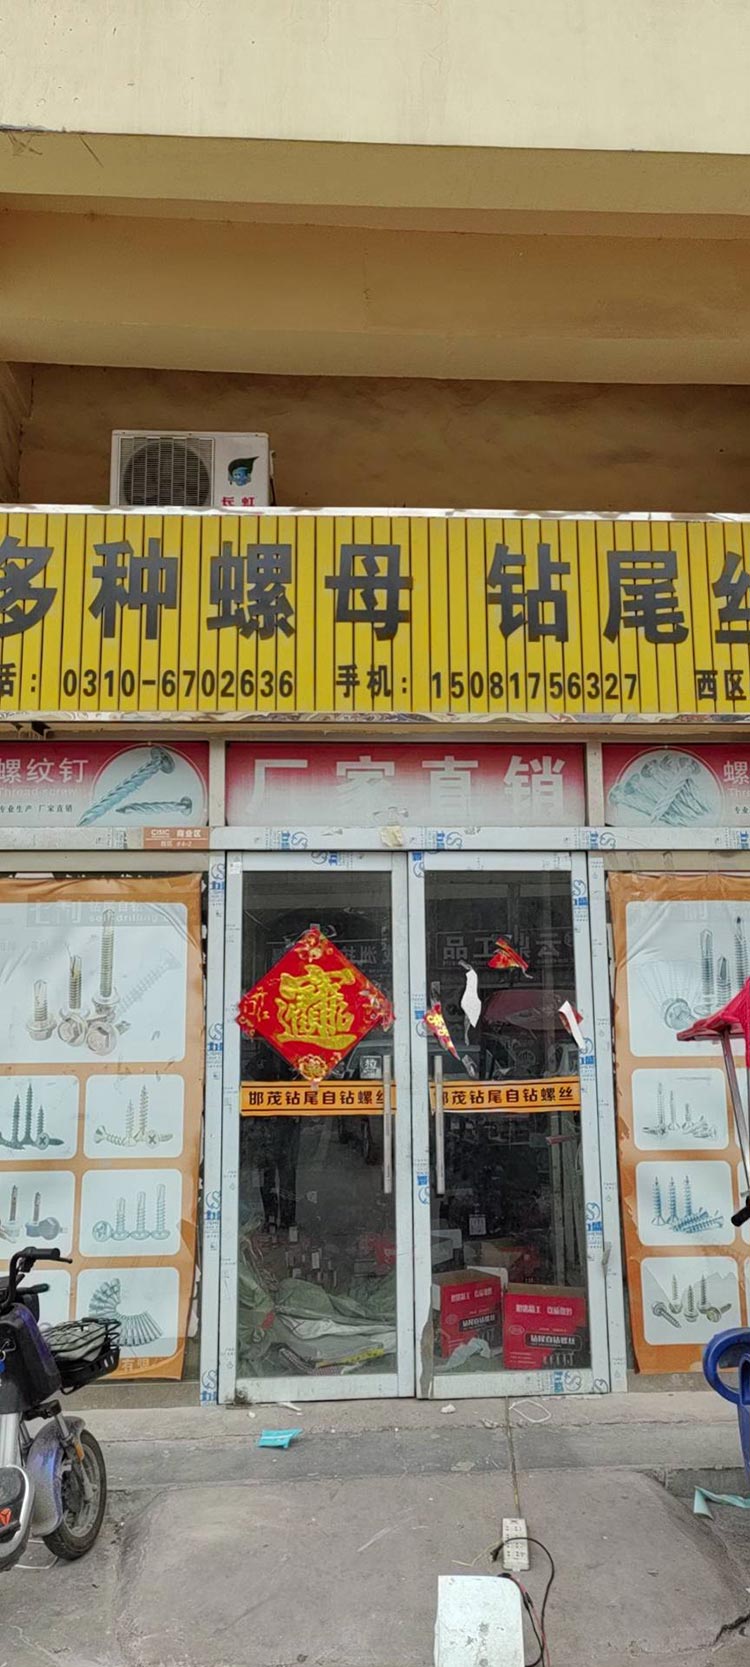 长虹
多种螺母 钻尾丝
话: 0310-6702636 手机: 15081756327 西区
螺纹钉
Thread screw
专业生产 厂家直销
厂家直销
螺
CISC 商业区
邯茂钻尾自钻螺丝
邯茂钻尾自钻螺丝
钻尾自钻螺丝